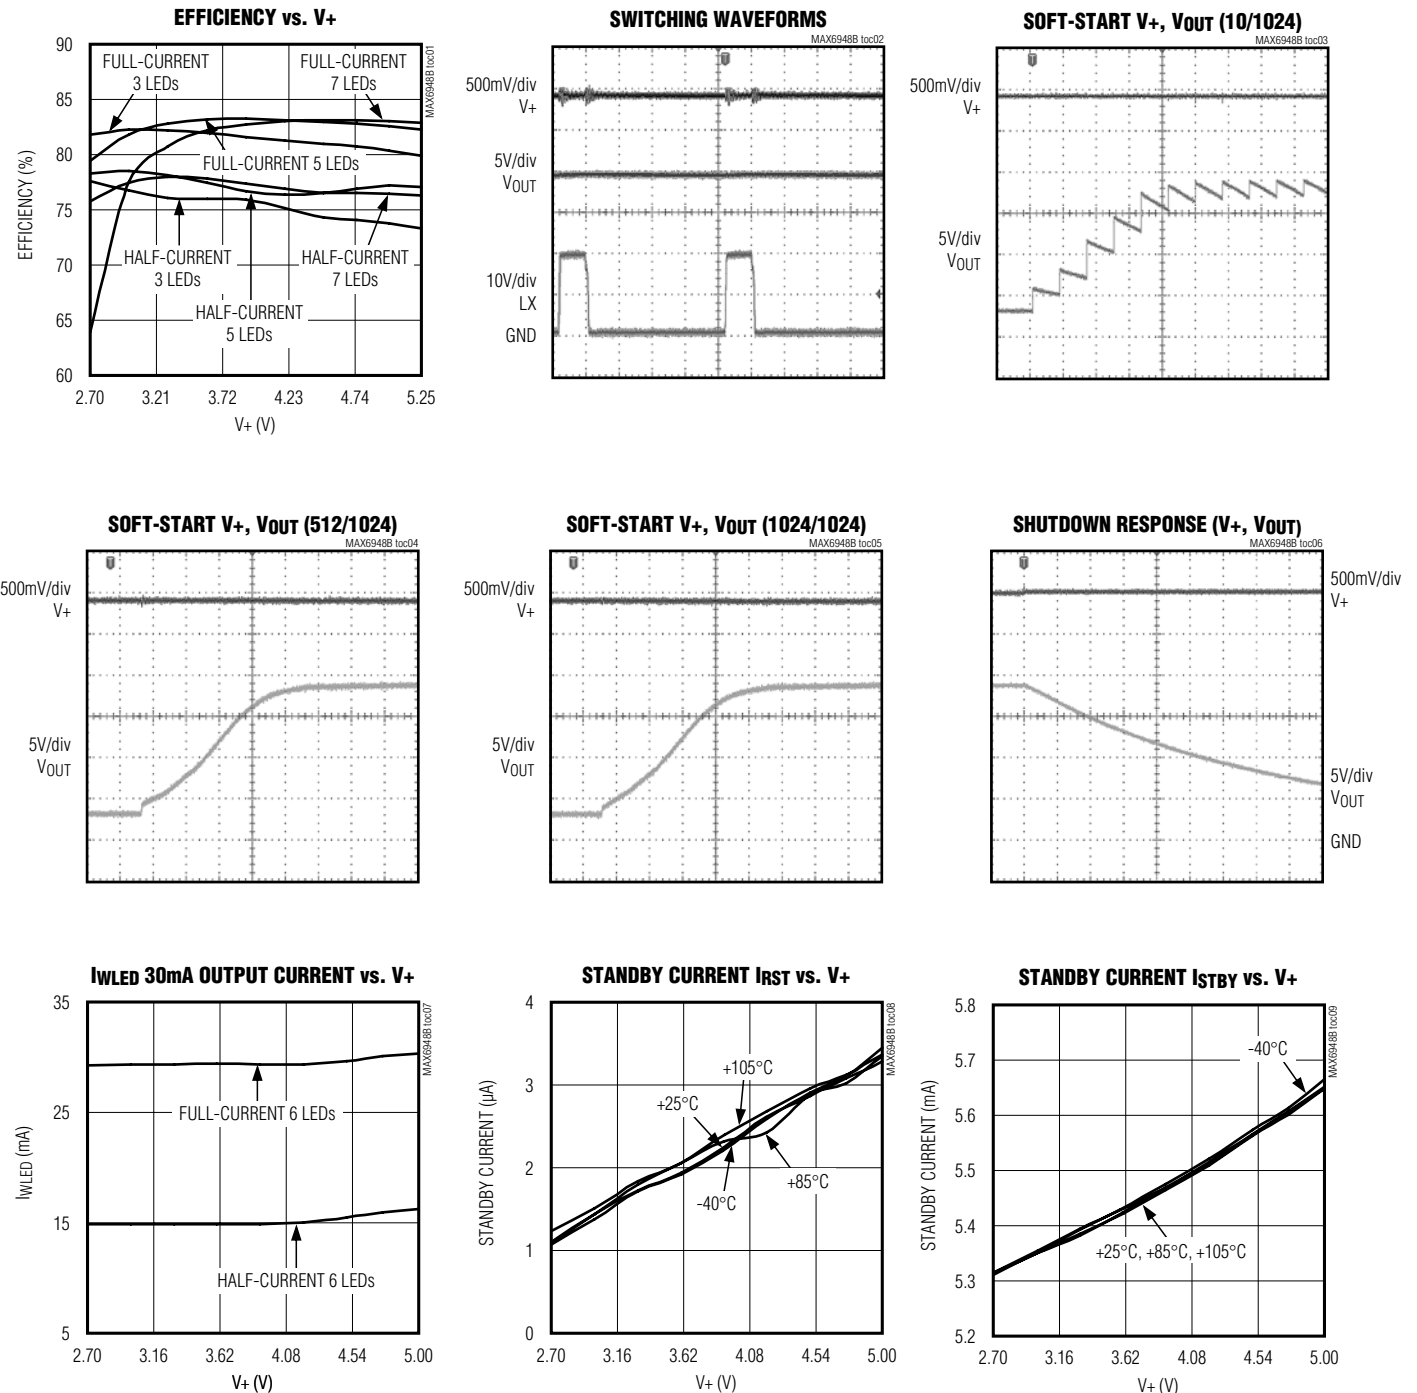 EFFICIENCY vs. V+
MAX6948B toc01
90
85
80
75
70
65
60
EFFICIENCY (%)
FULL-CURRENT
3 LEDs
FULL-CURRENT
7 LEDs
FULL-CURRENT 5 LEDs
HALF-CURRENT
3 LEDs
HALF-CURRENT
7 LEDs
HALF-CURRENT
5 LEDs
2.70 3.21 3.72 4.23 4.74 5.25
V+ (V)
SWITCHING WAVEFORMS
MAX6948B toc02
500mV/div
V+
5V/div
VOUT
10V/div
LX
GND
SOFT-START V+, VOUT (10/1024)
MAX6948B toc03
500mV/div
V+
5V/div
VOUT
SOFT-START V+, VOUT (512/1024)
MAX6948B toc04
500mV/div
V+
5V/div
VOUT
SOFT-START V+, VOUT (1024/1024)
MAX6948B toc05
500mV/div
V+
5V/div
VOUT
SHUTDOWN RESPONSE (V+, VOUT)
MAX6948B toc06
500mV/div
V+
5V/div
VOUT
GND
IWLED 30mA OUTPUT CURRENT vs. V+
MAX6948B toc07
35
25
15
5
IWLED (mA)
FULL-CURRENT 6 LEDs
HALF-CURRENT 6 LEDs
2.70 3.16 3.62 4.08 4.54 5.00
V+ (V)
STANDBY CURRENT IRST vs. V+
MAX6948B toc08
4
3
2
1
0
STANDBY CURRENT (µA)
+105°C
+25°C
+85°C
-40°C
2.70 3.16 3.62 4.08 4.54 5.00
V+ (V)
STANDBY CURRENT ISTBY vs. V+
MAX6948B toc09
5.8
5.7
5.6
5.5
5.4
5.3
5.2
STANDBY CURRENT (mA)
-40°C
+25°C, +85°C, +105°C
2.70 3.16 3.62 4.08 4.54 5.00
V+ (V)